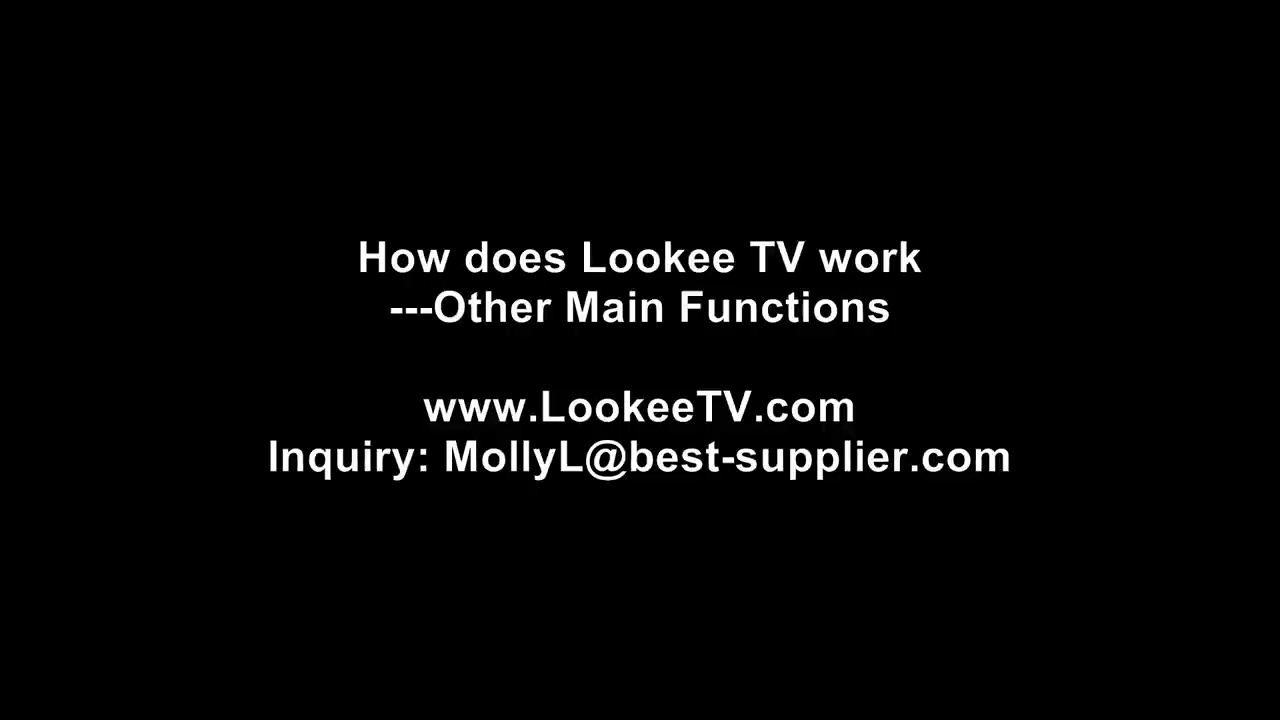 How does Lookee TV work
---Other Main Functions
www.LookeeTV.com
Inquiry: MollyL@best-supplier.com